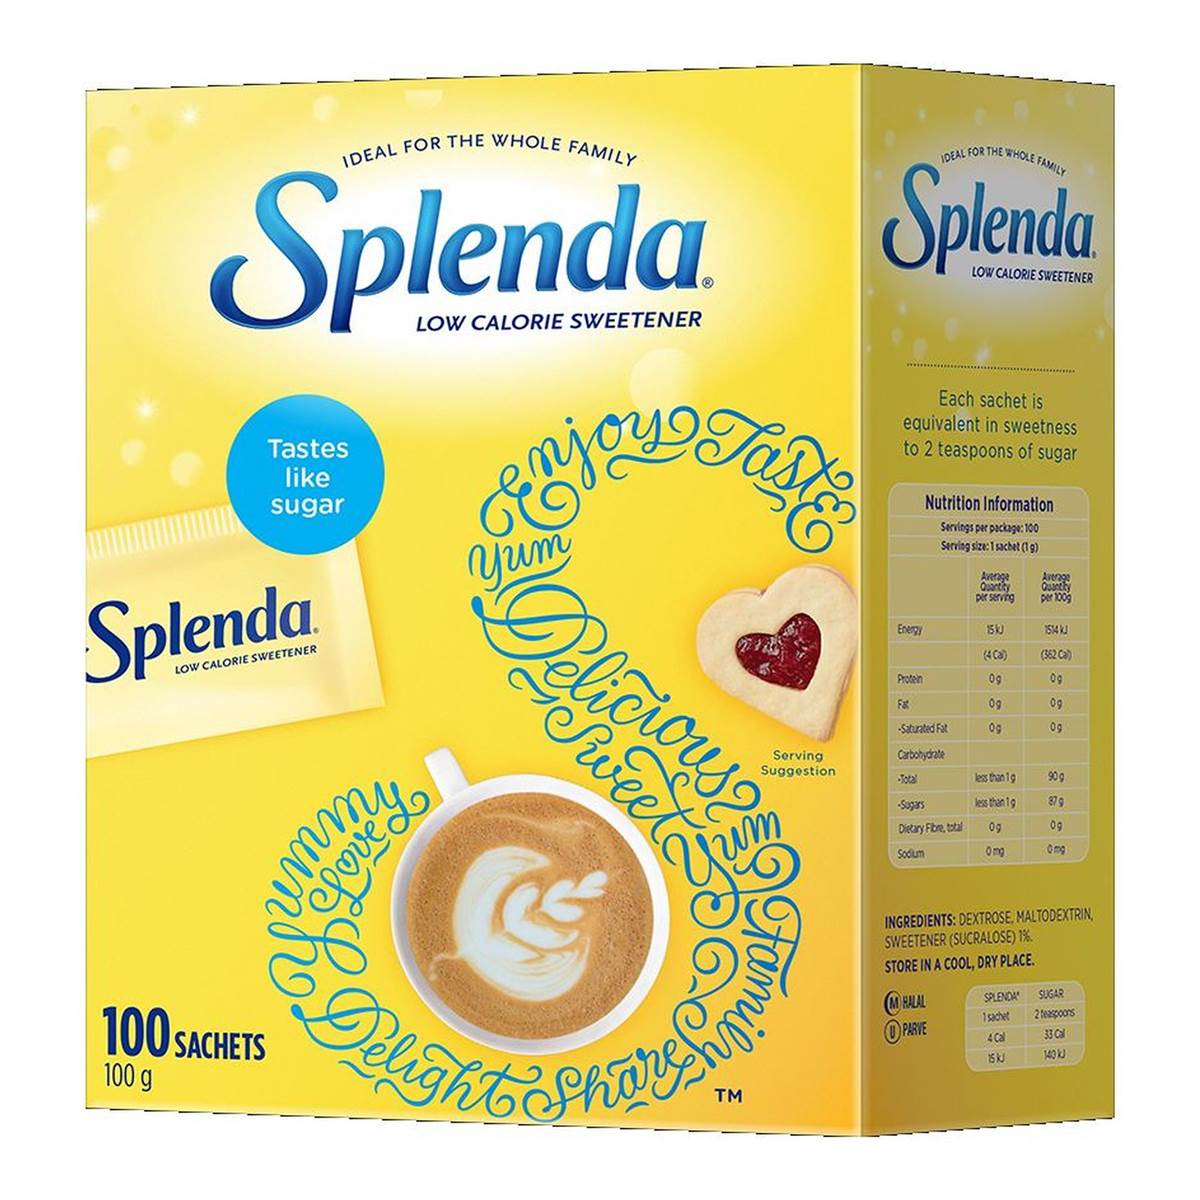 IDEAL FOR THE WHOLE FAMILY
Splenda®
LOW CALORIE SWEETENER
Tastes
like
sugar
Splenda®
LOW CALORIE SWEETENER
Enjoy Taste
Yum Delicious
Sweet
Fun Family
Yummy
Love
Delight Share
Serving
Suggestion
100 SACHETS
100 g
TM
IDEAL FOR THE WHOLE FAMILY
Splenda®
LOW CALORIE SWEETENER
Each sachet is
equivalent in sweetness
to 2 teaspoons of sugar
Nutrition Information
Servings per package: 100
Serving size: 1 sachet (1 g)
Average Quantity per serving Average Quantity per 100g
Energy 15 kJ 1514 kJ
(4 Cal) (362 Cal)
Protein 0 g 0 g
Fat 0 g 0 g
-Saturated Fat 0 g 0 g
Carbohydrate
-Total less than 1 g 90 g
-Sugars less than 1 g 87 g
Dietary Fibre, total 0 g 0 g
Sodium 0 mg 0 mg
INGREDIENTS: DEXTROSE, MALTODEXTRIN,
SWEETENER (SUCRALOSE) 1%.
STORE IN A COOL, DRY PLACE.
M HALAL
U PARVE
SPLENDA® SUGAR
1 sachet 2 teaspoons
4 Cal 33 Cal
15 kJ 140 kJ